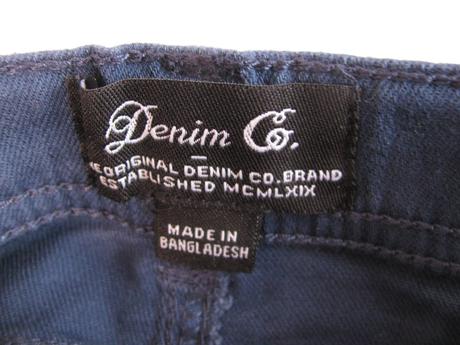 Denim Co.
E ORIGINAL DENIM CO. BRAND
ESTABLISHED MCMLXIX
MADE IN
BANGLADESH